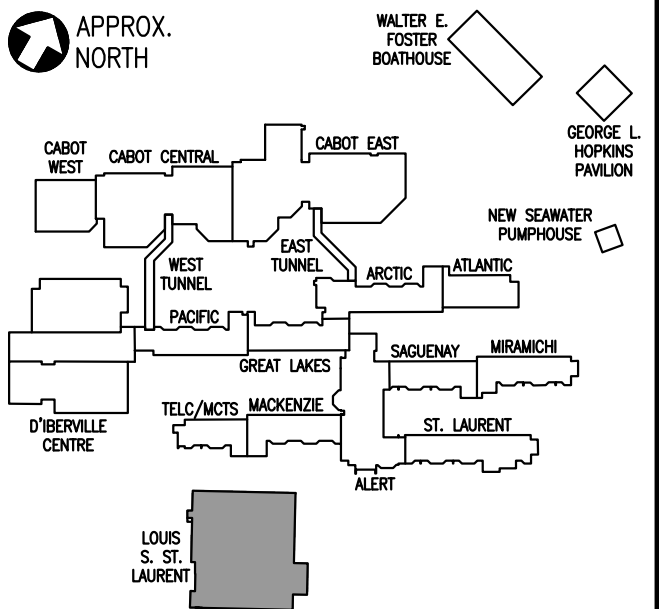 APPROX.
NORTH
WALTER E.
FOSTER
BOATHOUSE
GEORGE L.
HOPKINS
PAVILION
CABOT
WEST
CABOT CENTRAL
CABOT EAST
NEW SEAWATER
PUMPHOUSE
WEST
TUNNEL
EAST
TUNNEL
ARCTIC
ATLANTIC
PACIFIC
GREAT LAKES
SAGUENAY
MIRAMICHI
D'IBERVILLE
CENTRE
TELC/MCTS
MACKENZIE
ST. LAURENT
ALERT
LOUIS
S. ST.
LAURENT